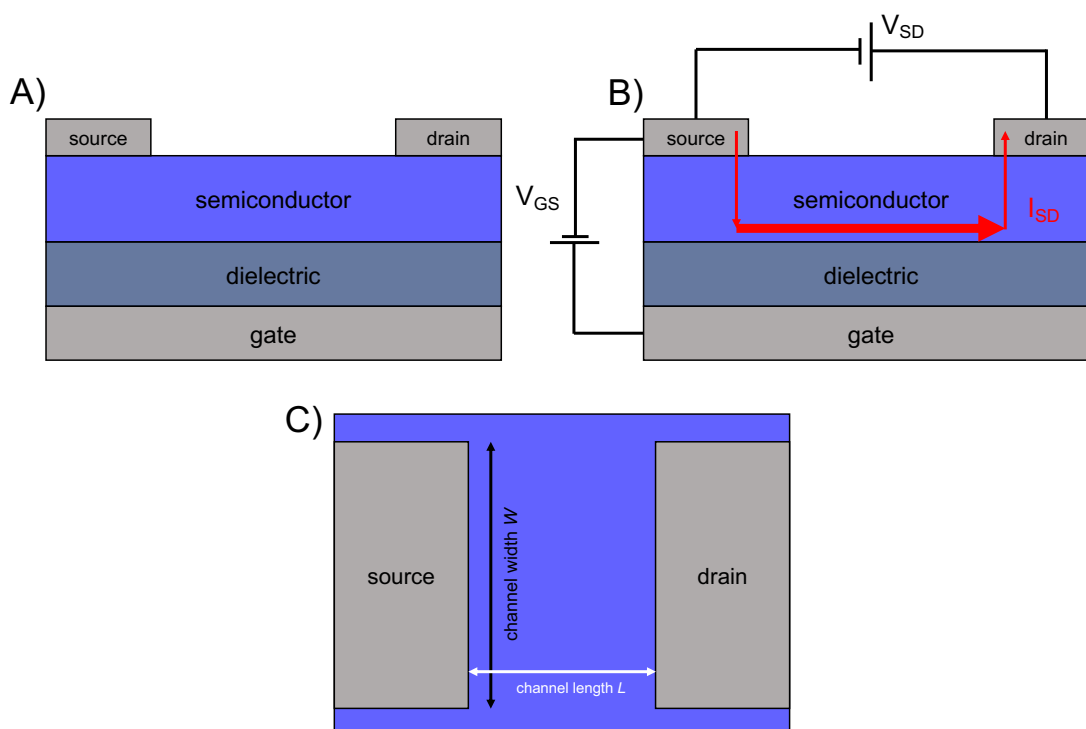 A)
source
drain
semiconductor
dielectric
gate
B)
V_SD
source
drain
V_GS
semiconductor
I_SD
dielectric
gate
C)
source
channel width W
drain
channel length L